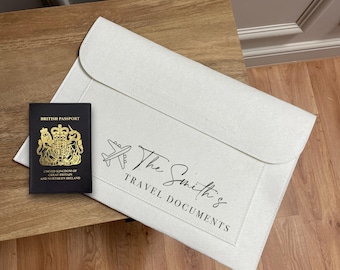 BRITISH PASSPORT
UNITED KINGDOM OF
GREAT BRITAIN
AND NORTHERN IRELAND
The Smith's
TRAVEL DOCUMENTS